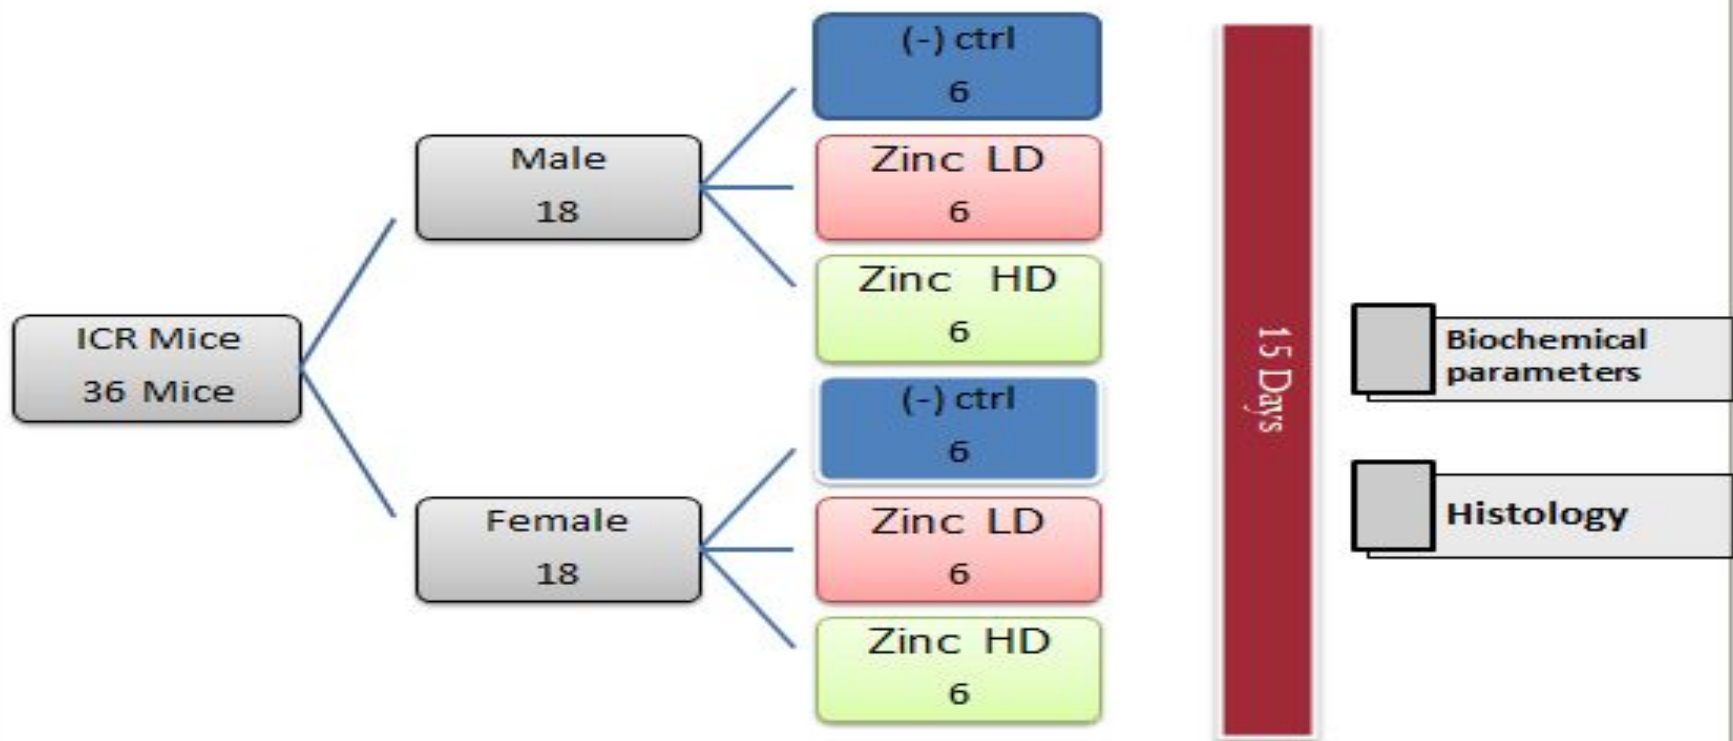 ICR Mice
36 Mice
Male
18
Female
18
(-) ctrl
6
Zinc LD
6
Zinc HD
6
(-) ctrl
6
Zinc LD
6
Zinc HD
6
15 Days
Biochemical
parameters
Histology